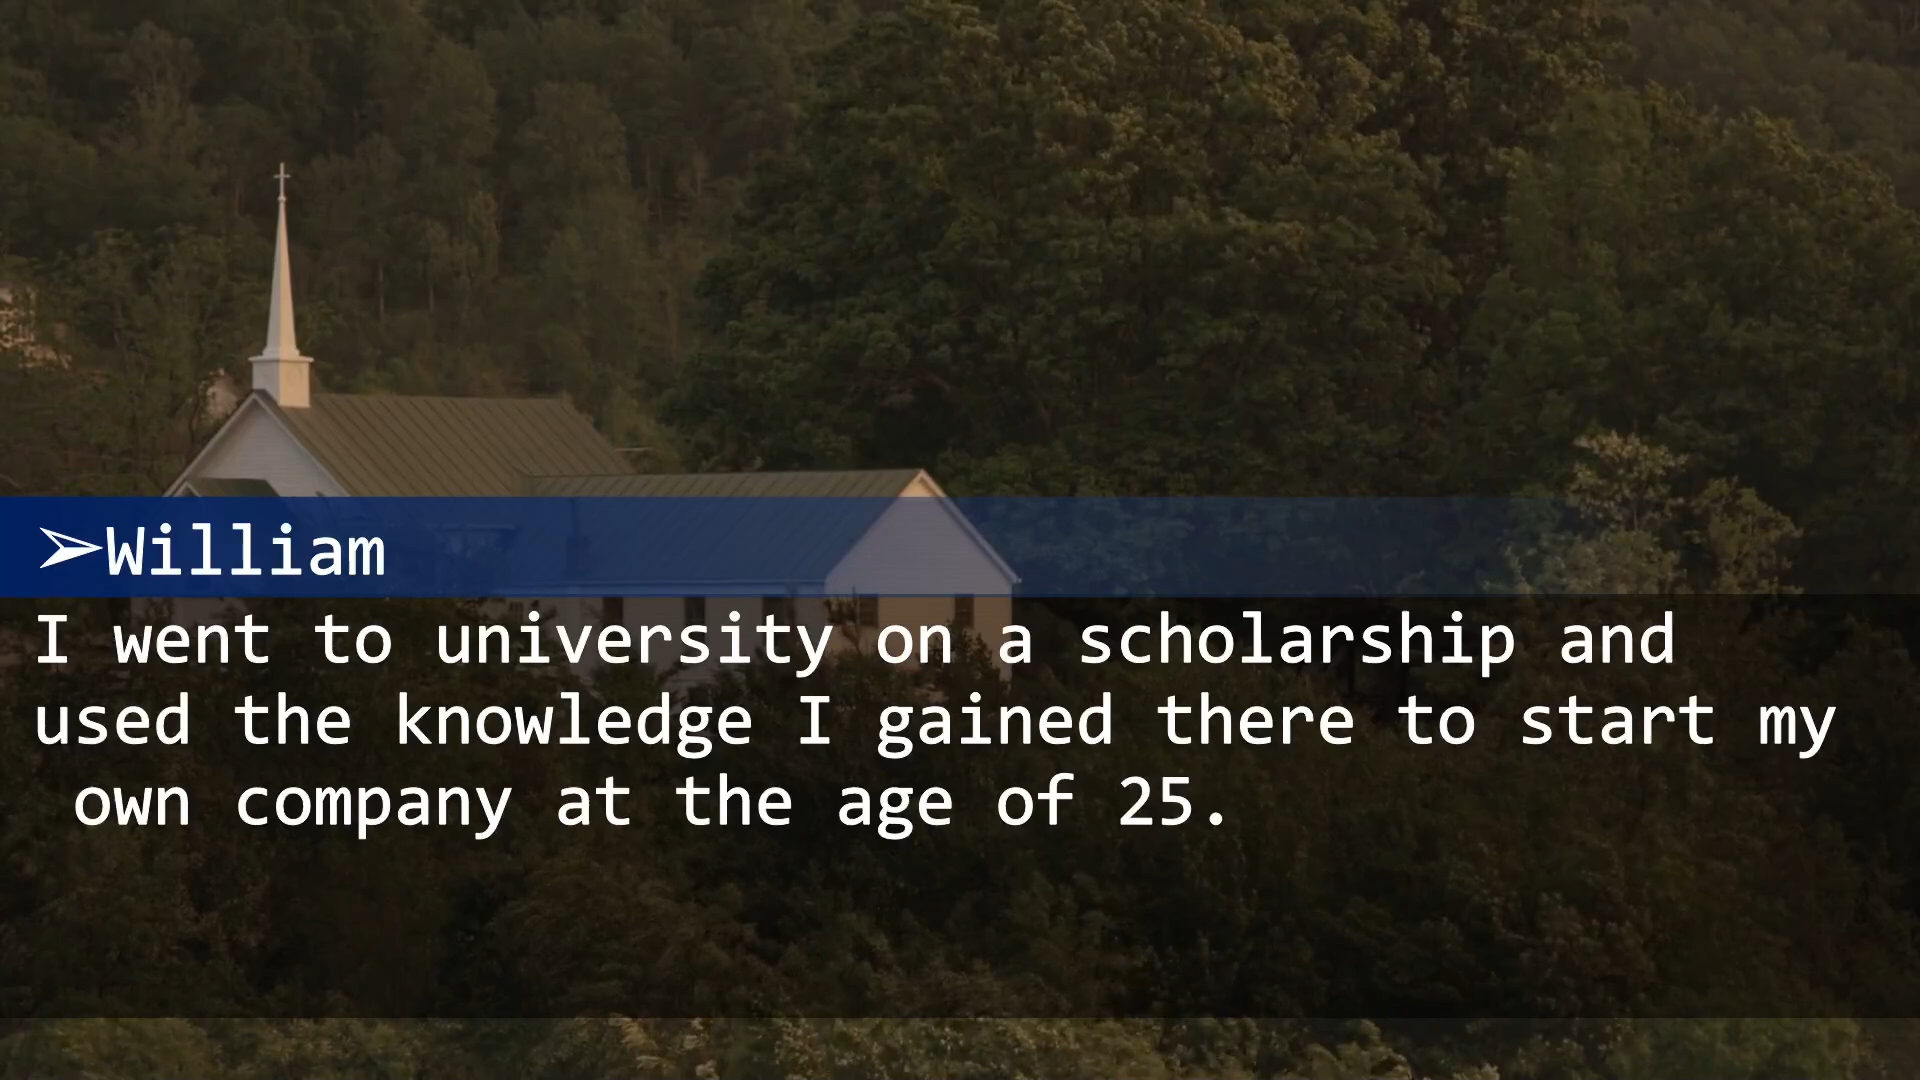 ➢William
I went to university on a scholarship and
used the knowledge I gained there to start my
own company at the age of 25.